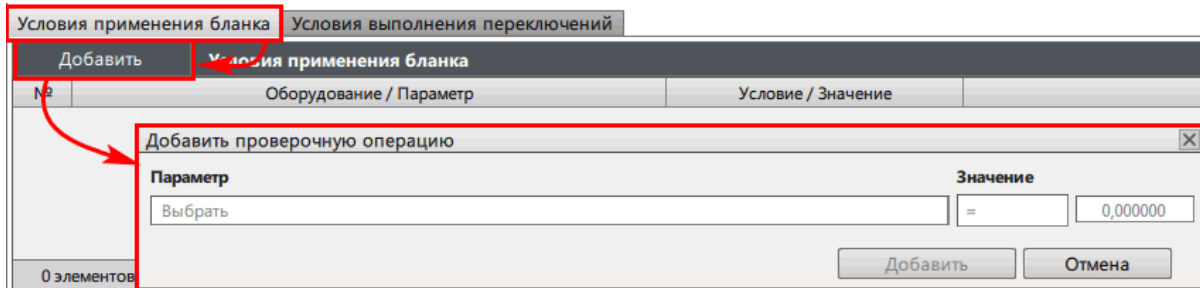 Условия применения бланка Условия выполнения переключений
Добавить Условия применения бланка
№ Оборудование / Параметр Условие / Значение
Добавить проверочную операцию
Параметр Значение
Выбрать = 0,000000
Добавить Отмена
0 элементов